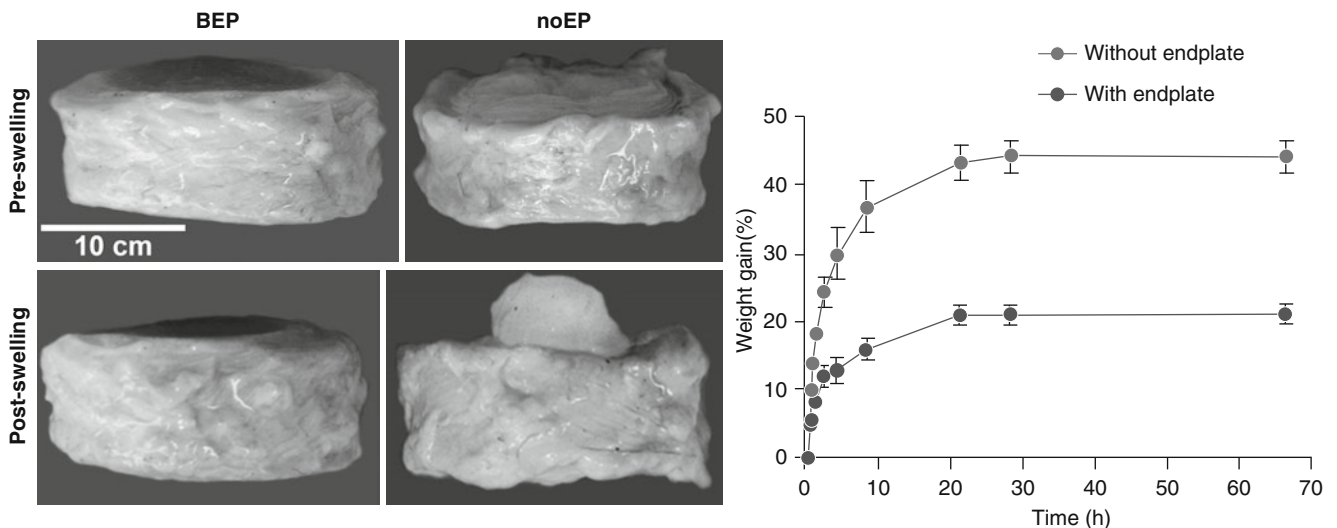 BEP
noEP
Pre-swelling
10 cm
Post-swelling
Without endplate
With endplate
Weight gain(%)
50
40
30
20
10
0
0 10 20 30 40 50 60 70
Time (h)